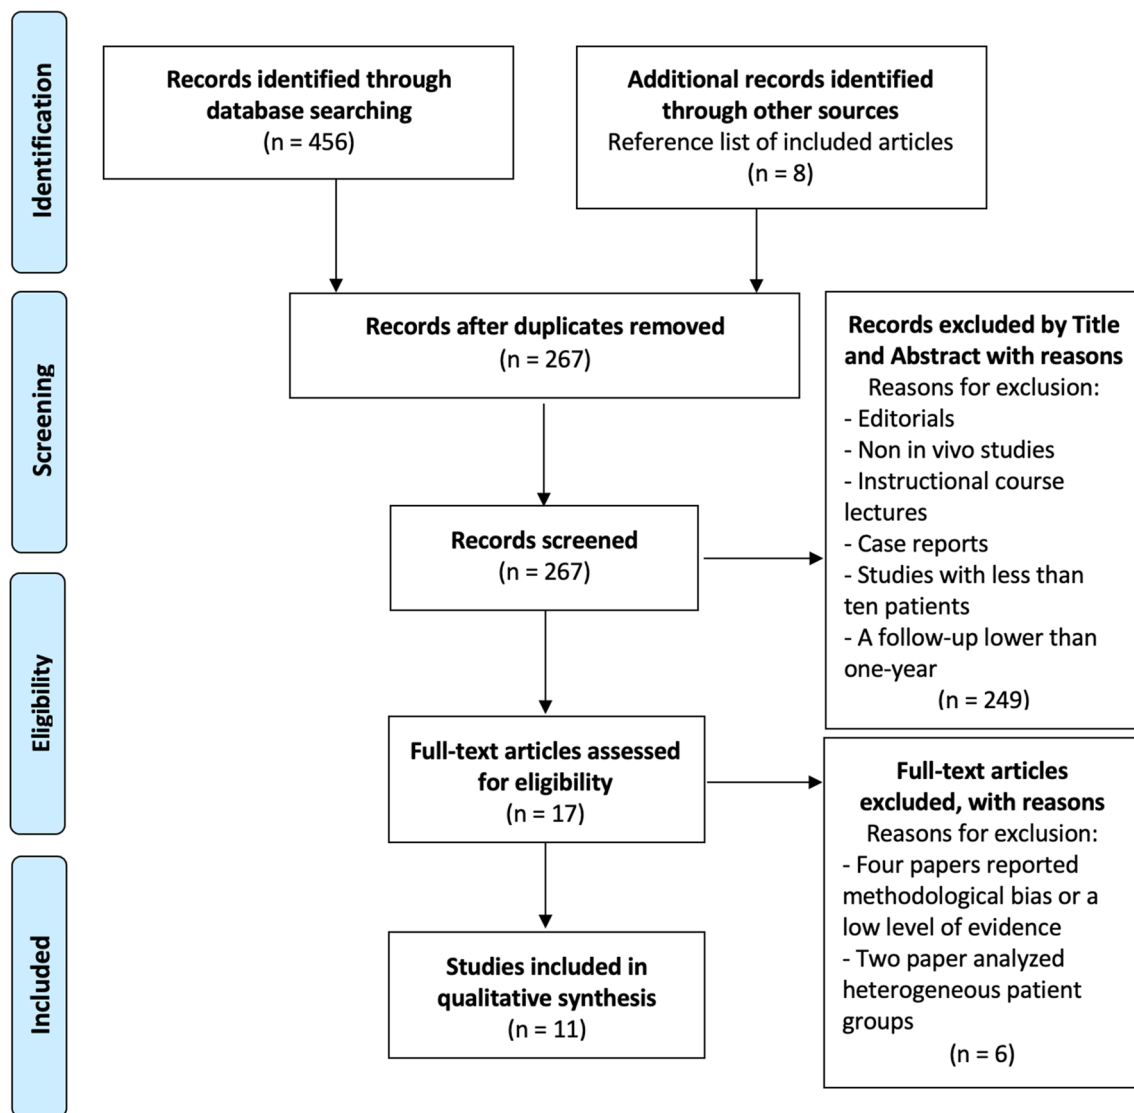 Identification
Records identified through
database searching
(n = 456)
Additional records identified
through other sources
Reference list of included articles
(n = 8)
Screening
Records after duplicates removed
(n = 267)
Records screened
(n = 267)
Records excluded by Title
and Abstract with reasons
Reasons for exclusion:
- Editorials
- Non in vivo studies
- Instructional course
lectures
- Case reports
- Studies with less than
ten patients
- A follow-up lower than
one-year
(n = 249)
Eligibility
Full-text articles assessed
for eligibility
(n = 17)
Full-text articles
excluded, with reasons
Reasons for exclusion:
- Four papers reported
methodological bias or a
low level of evidence
- Two paper analyzed
heterogeneous patient
groups
(n = 6)
Included
Studies included in
qualitative synthesis
(n = 11)